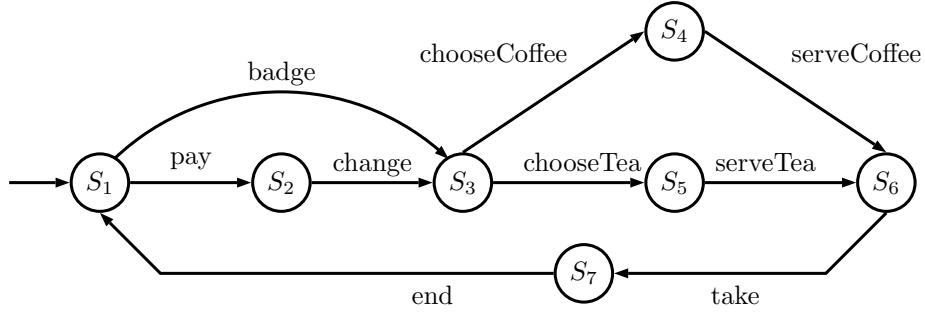 S₄
chooseCoffee
serveCoffee
badge
pay
change
chooseTea
serveTea
S₁
S₂
S₃
S₅
S₆
S₇
end
take